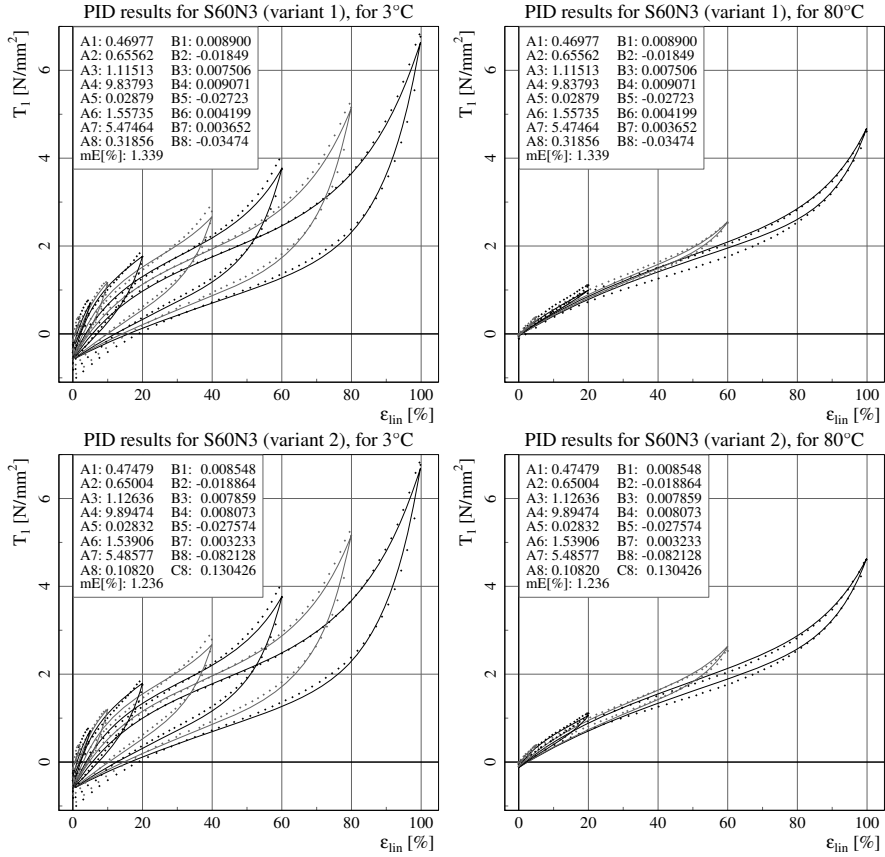 PID results for S60N3 (variant 1), for 3°C
A1: 0.46977 B1: 0.008900
A2: 0.65562 B2: -0.01849
A3: 1.11513 B3: 0.007506
A4: 9.83793 B4: 0.009071
A5: 0.02879 B5: -0.02723
A6: 1.55735 B6: 0.004199
A7: 5.47464 B7: 0.003652
A8: 0.31856 B8: -0.03474
mE[%]: 1.339
T1 [N/mm²]
6
4
2
0
0 20 40 60 80 100
εlin [%]
PID results for S60N3 (variant 1), for 80°C
A1: 0.46977 B1: 0.008900
A2: 0.65562 B2: -0.01849
A3: 1.11513 B3: 0.007506
A4: 9.83793 B4: 0.009071
A5: 0.02879 B5: -0.02723
A6: 1.55735 B6: 0.004199
A7: 5.47464 B7: 0.003652
A8: 0.31856 B8: -0.03474
mE[%]: 1.339
T1 [N/mm²]
6
4
2
0
0 20 40 60 80 100
εlin [%]
PID results for S60N3 (variant 2), for 3°C
A1: 0.47479 B1: 0.008548
A2: 0.65004 B2: -0.018864
A3: 1.12636 B3: 0.007859
A4: 9.89474 B4: 0.008073
A5: 0.02832 B5: -0.027574
A6: 1.53906 B7: 0.003233
A7: 5.48577 B8: -0.082128
A8: 0.10820 C8: 0.130426
mE[%]: 1.236
T1 [N/mm²]
6
4
2
0
0 20 40 60 80 100
εlin [%]
PID results for S60N3 (variant 2), for 80°C
A1: 0.47479 B1: 0.008548
A2: 0.65004 B2: -0.018864
A3: 1.12636 B3: 0.007859
A4: 9.89474 B4: 0.008073
A5: 0.02832 B5: -0.027574
A6: 1.53906 B7: 0.003233
A7: 5.48577 B8: -0.082128
A8: 0.10820 C8: 0.130426
mE[%]: 1.236
T1 [N/mm²]
6
4
2
0
0 20 40 60 80 100
εlin [%]